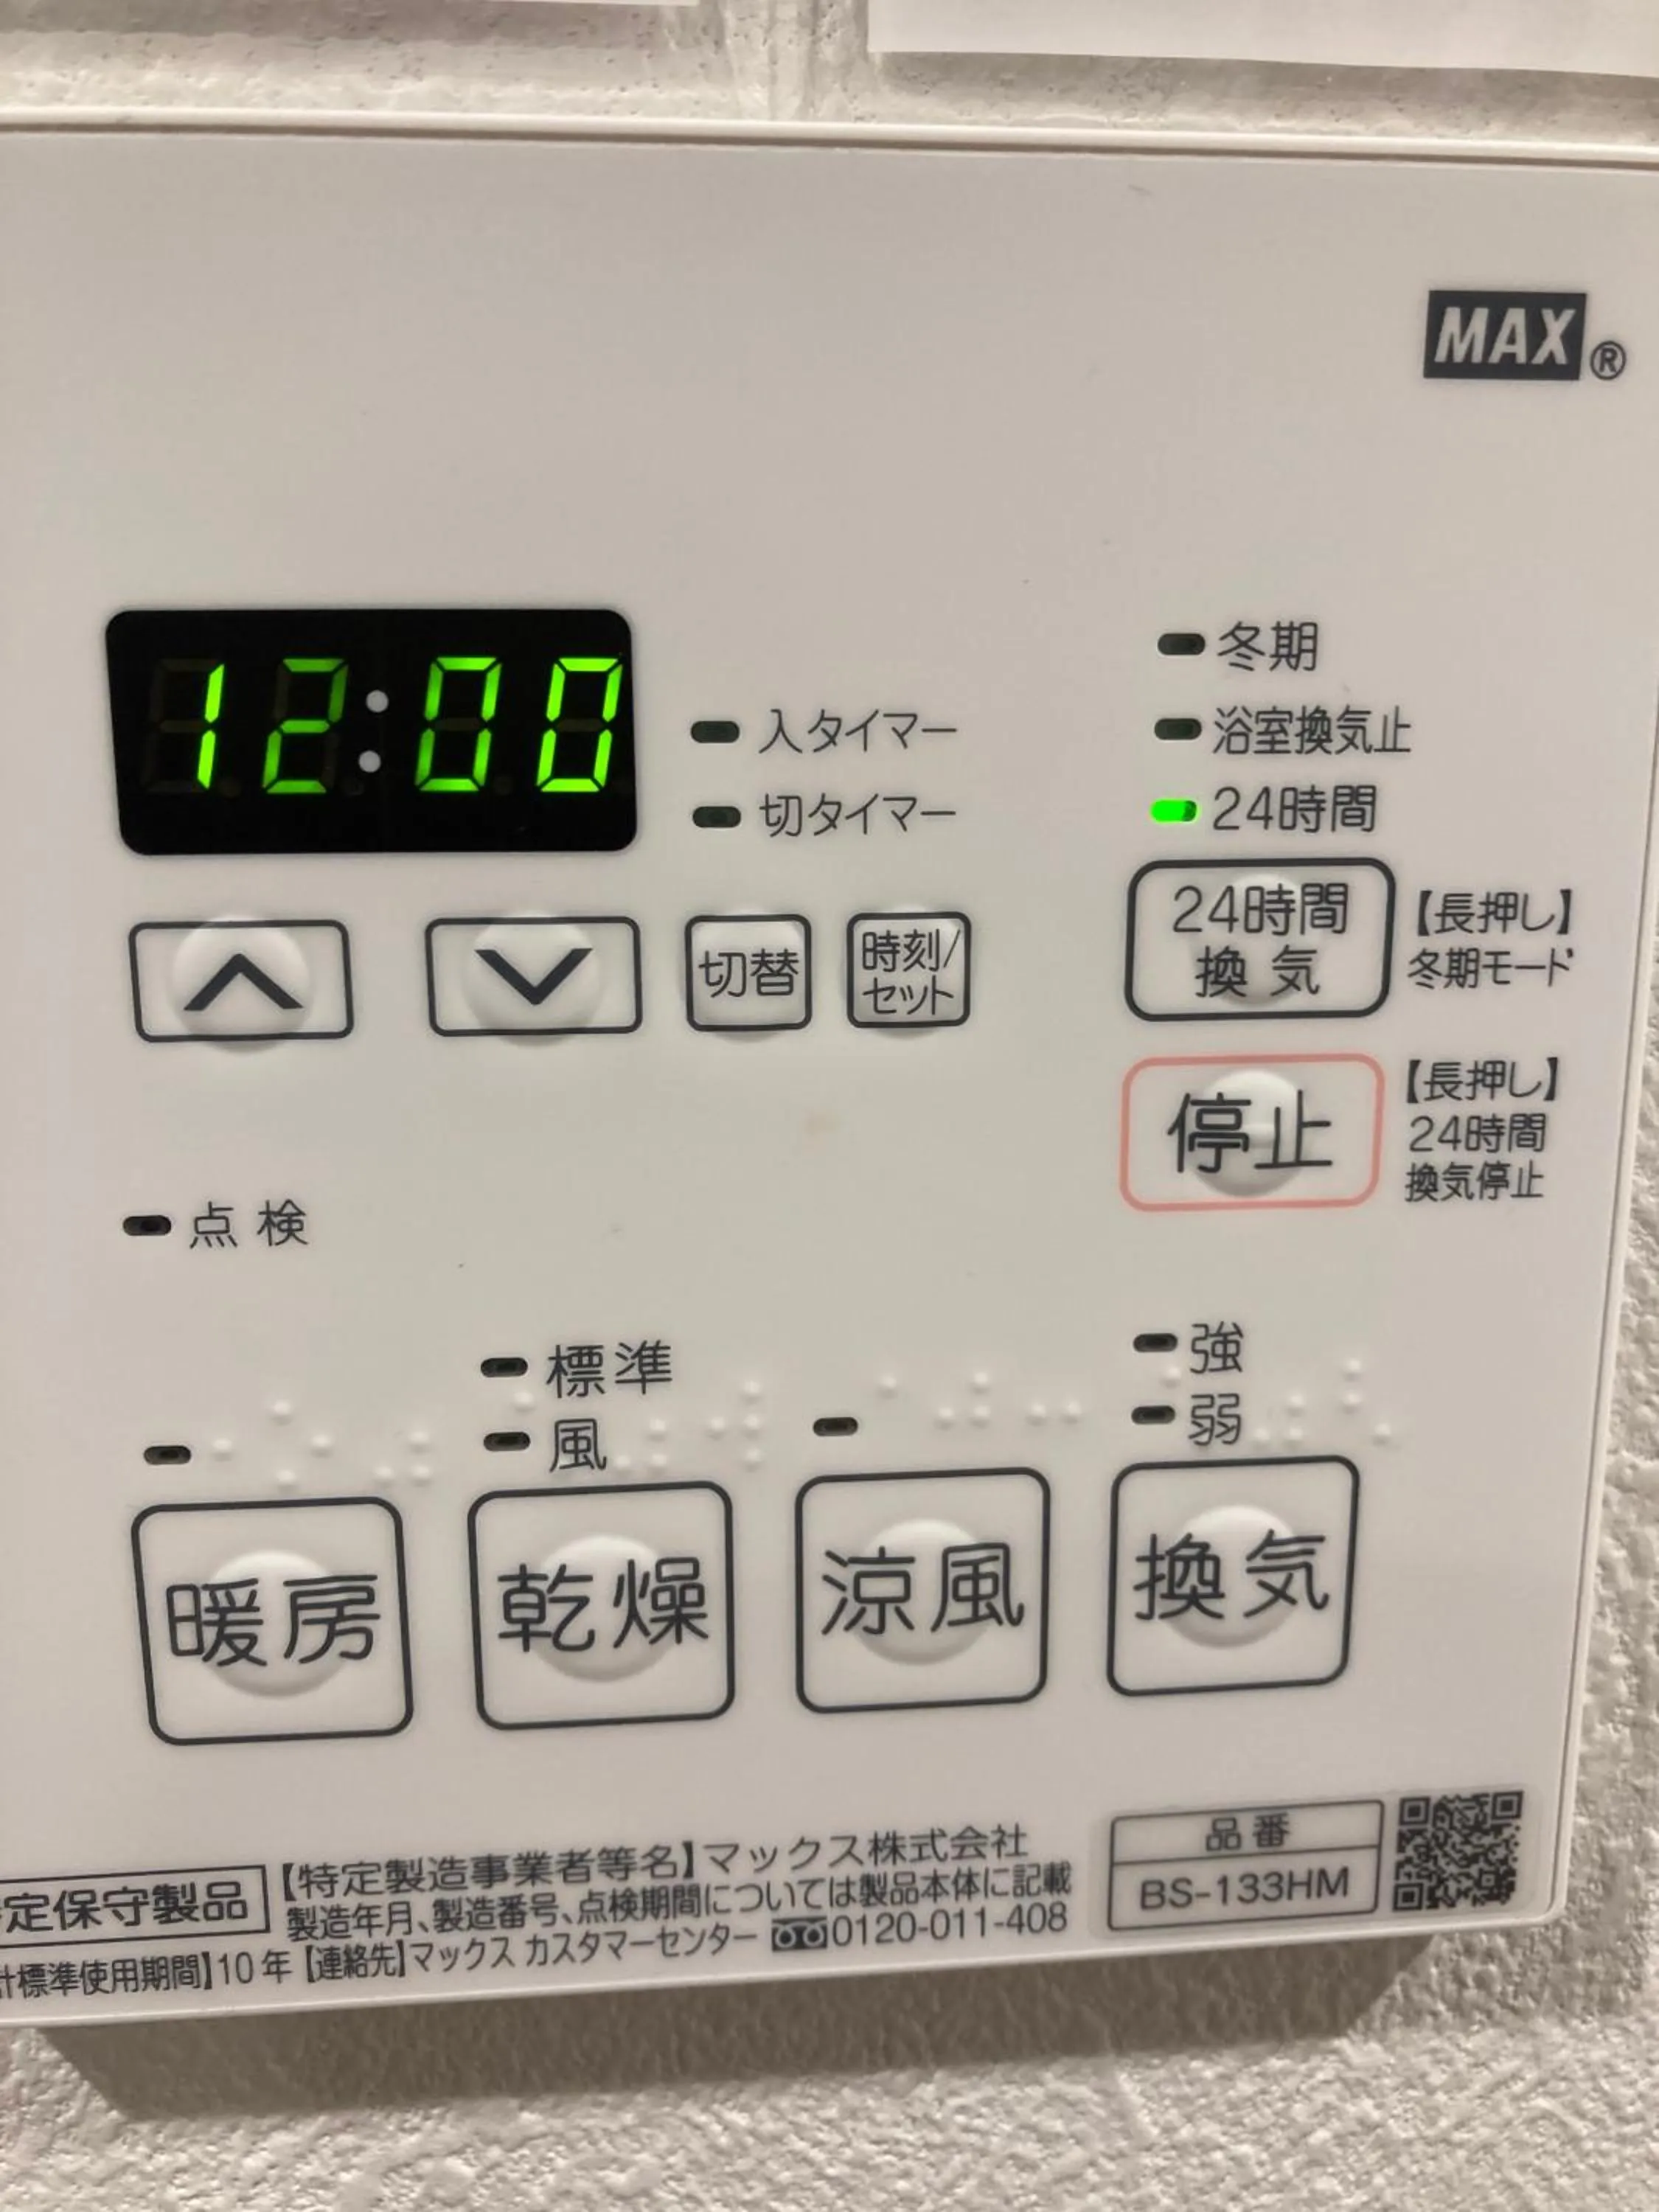 MAX®
12:00
入タイマー
切タイマー
冬期
浴室換気止
24時間
切替
時刻/
セット
24時間
換気
【長押し】
冬期モード
停止
【長押し】
24時間
換気停止
点検
標準
風
強
弱
暖房
乾燥
涼風
換気
定保守製品
【特定製造事業者等名】マックス株式会社
製造年月、製造番号、点検期間については製品本体に記載
計標準使用期間】10年【連絡先】マックス カスタマーセンター 0120-011-408
品番
BS-133HM